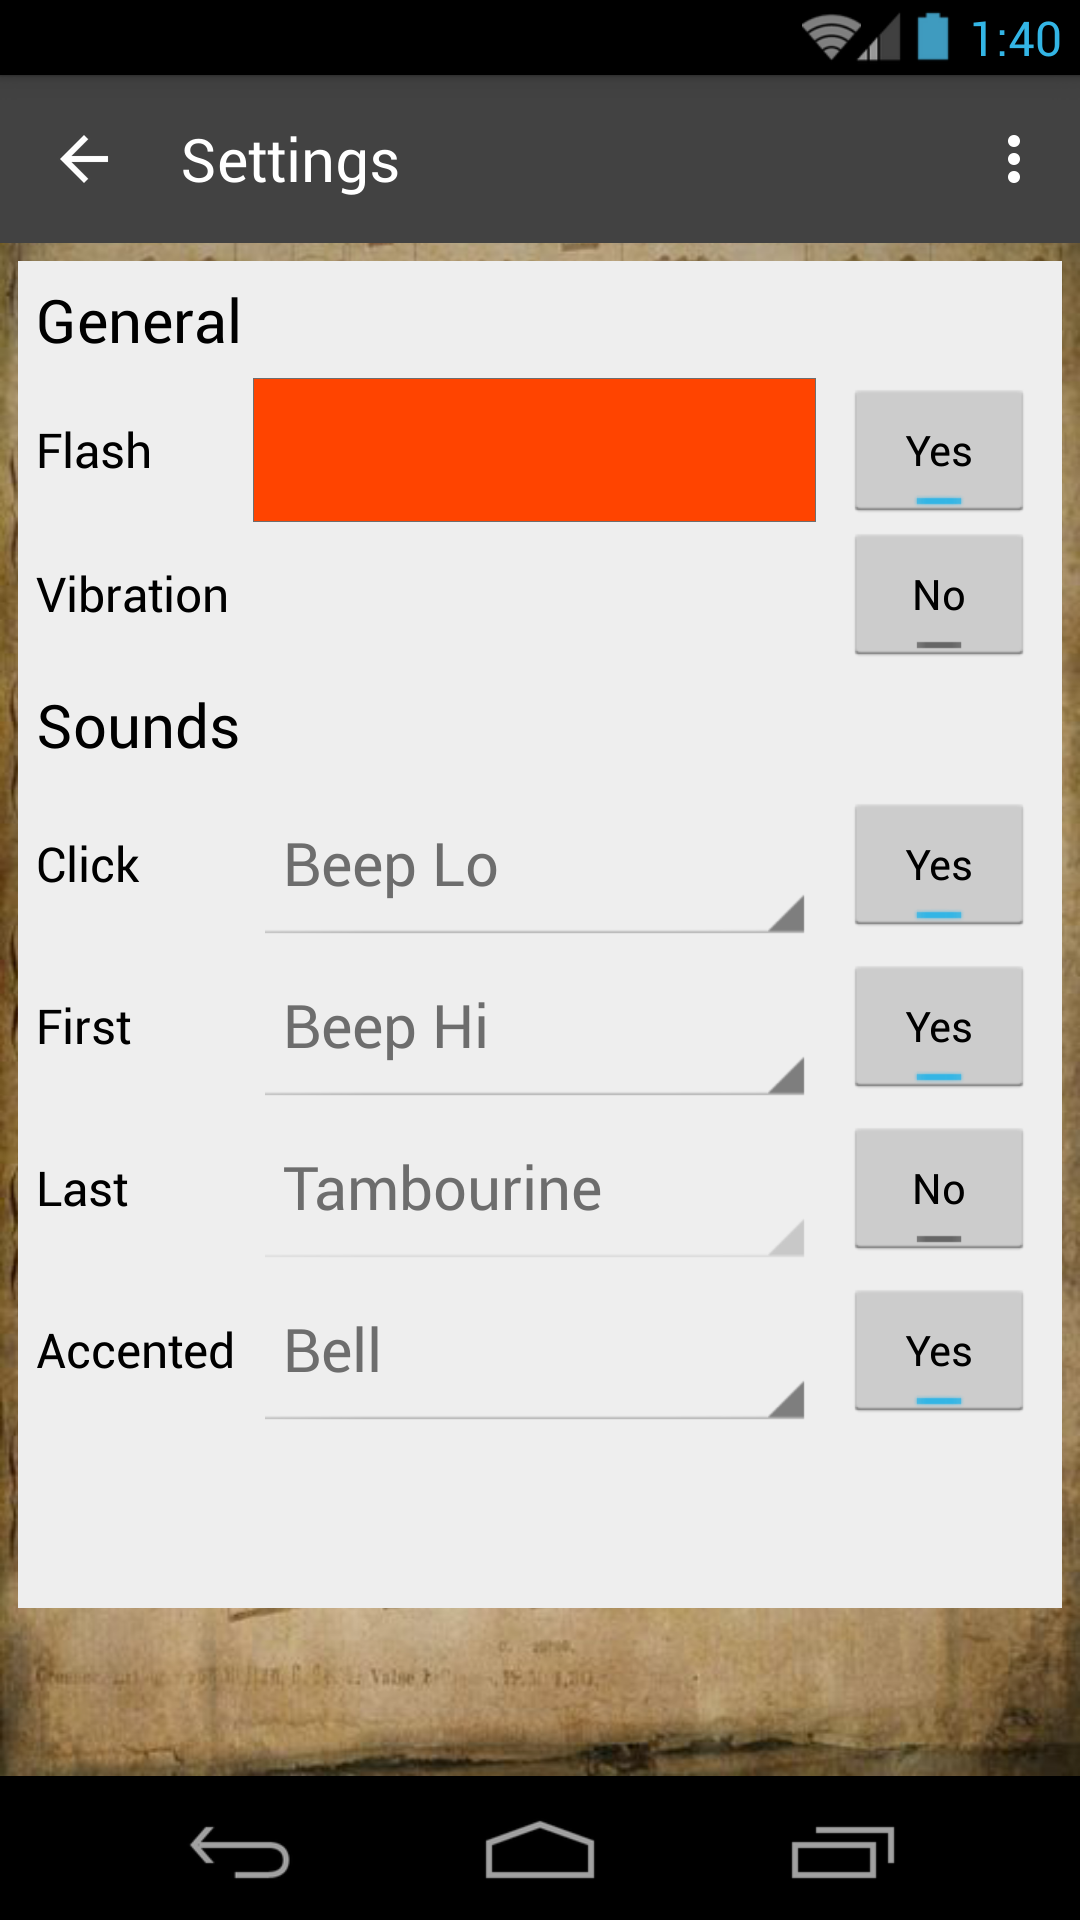 1:40
Settings
General
Flash Yes
Vibration No
Sounds
Click Beep Lo Yes
First Beep Hi Yes
Last Tambourine No
Accented Bell Yes